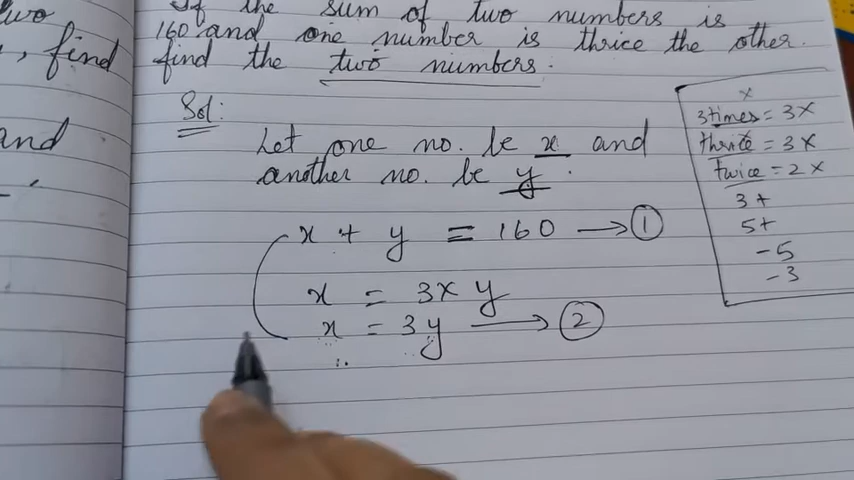 two
, find
and
If the sum of two numbers is
160 and one number is thrice the other.
find the two numbers.
Sol:
Let one no. be x and
another no. be y.
x + y = 160 → ①
x = 3 × y
x = 3y → ②
x
3 times = 3x
thrice = 3x
twice = 2x
3+
5+
-5
-3